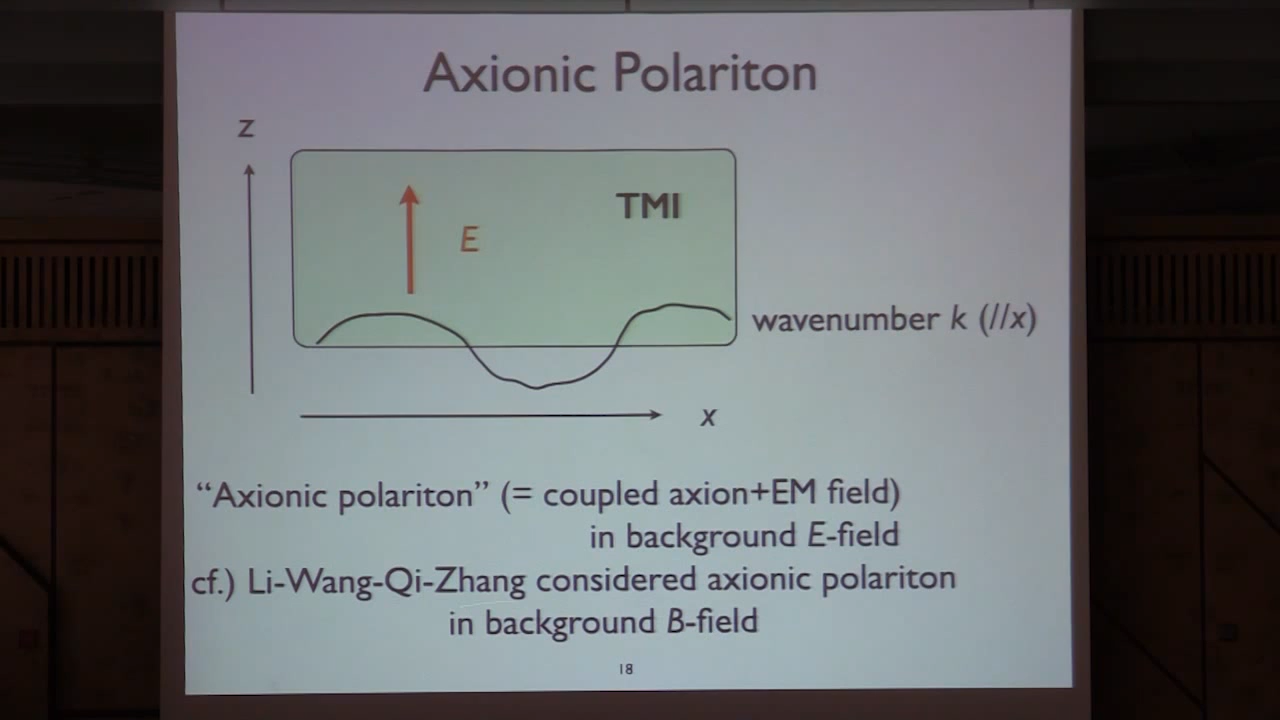 Axionic Polariton
z
TMI
E
wavenumber k (//x)
x
“Axionic polariton” (= coupled axion+EM field)
in background E-field
cf.) Li-Wang-Qi-Zhang considered axionic polariton
in background B-field
18